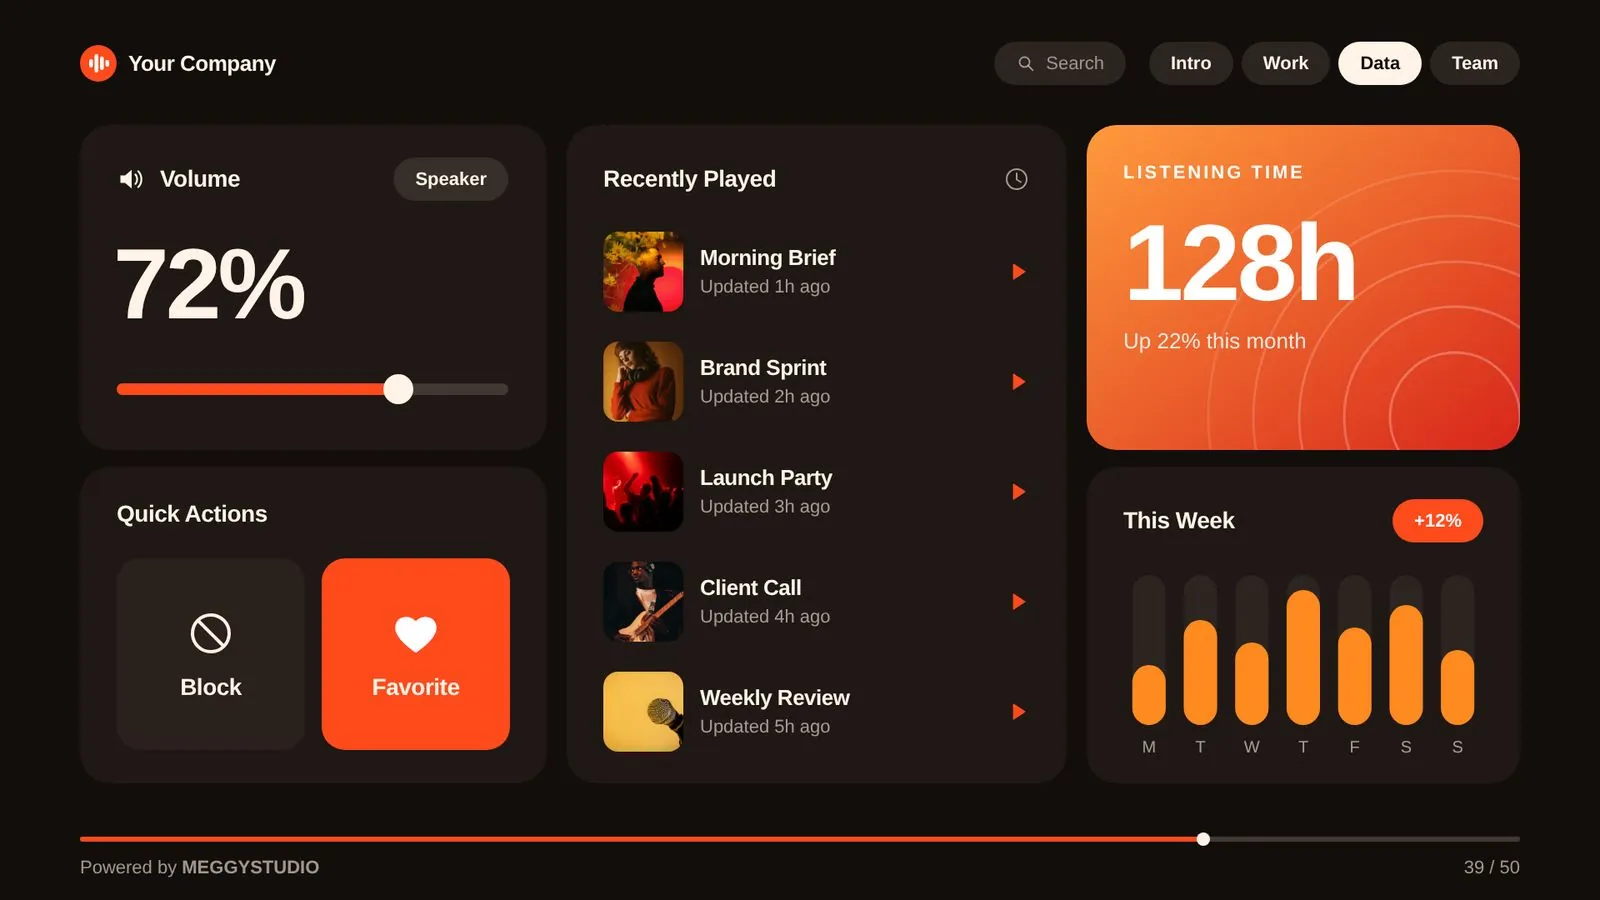 Your Company
Search
Intro
Work
Data
Team
Volume
Speaker
72%
Quick Actions
Block
Favorite
Recently Played
Morning Brief
Updated 1h ago
Brand Sprint
Updated 2h ago
Launch Party
Updated 3h ago
Client Call
Updated 4h ago
Weekly Review
Updated 5h ago
LISTENING TIME
128h
Up 22% this month
This Week
+12%
M T W T F S S
Powered by MEGGYSTUDIO
39 / 50